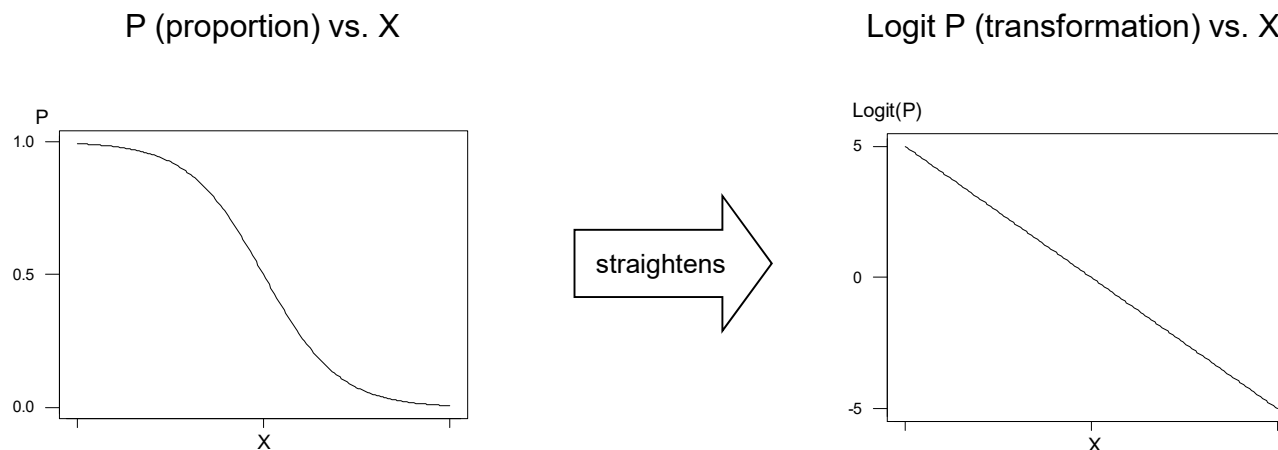 P (proportion) vs. X
Logit P (transformation) vs. X
P
1.0
0.5
0.0
X
straightens
Logit(P)
5
0
-5
X